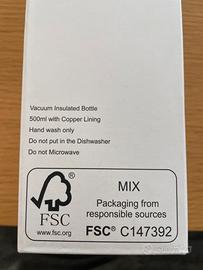 Vacuum Insulated Bottle
500ml with Copper Lining
Hand wash only
Do not put in the Dishwasher
Do not Microwave
FSC
www.fsc.org
MIX
Packaging from
responsible sources
FSC® C147392